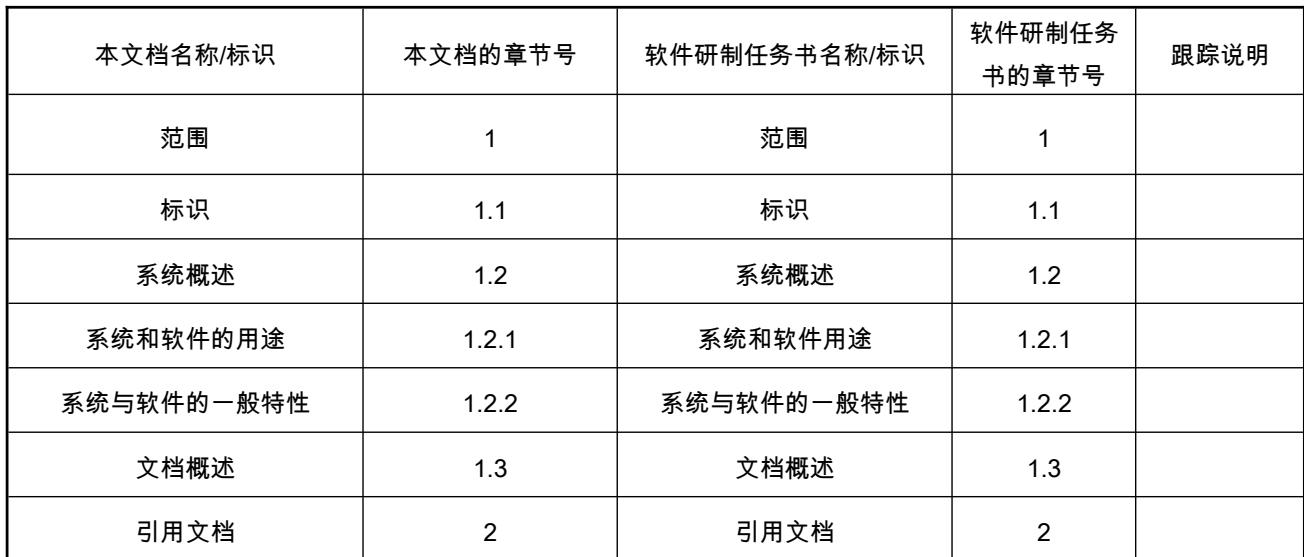 本文档名称/标识 本文档的章节号 软件研制任务书名称/标识 软件研制任务书的章节号 跟踪说明
范围 1 范围 1
标识 1.1 标识 1.1
系统概述 1.2 系统概述 1.2
系统和软件的用途 1.2.1 系统和软件用途 1.2.1
系统与软件的一般特性 1.2.2 系统与软件的一般特性 1.2.2
文档概述 1.3 文档概述 1.3
引用文档 2 引用文档 2